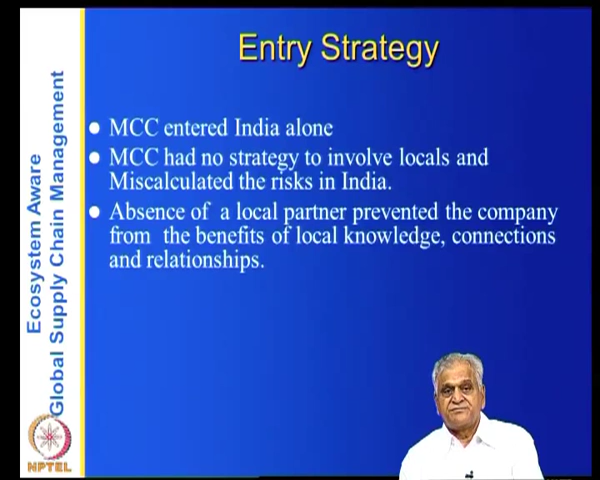 Entry Strategy
MCC entered India alone
MCC had no strategy to involve locals and
Miscalculated the risks in India.
Absence of a local partner prevented the company
from the benefits of local knowledge, connections
and relationships.
Ecosystem Aware
Global Supply Chain Management
NPTEL